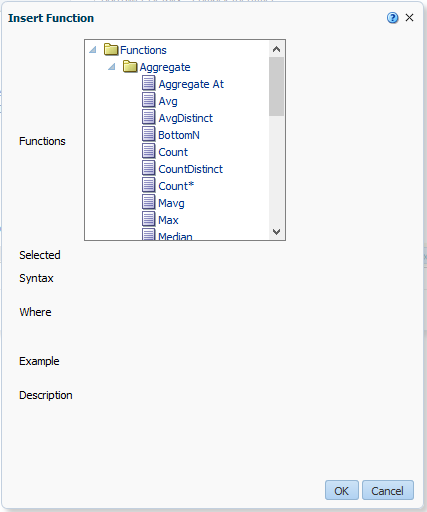 Insert Function
Functions
Aggregate
Aggregate At
Avg
AvgDistinct
BottomN
Functions
Count
CountDistinct
Count*
Mavg
Max
Median
Selected
Syntax
Where
Example
Description
OK
Cancel